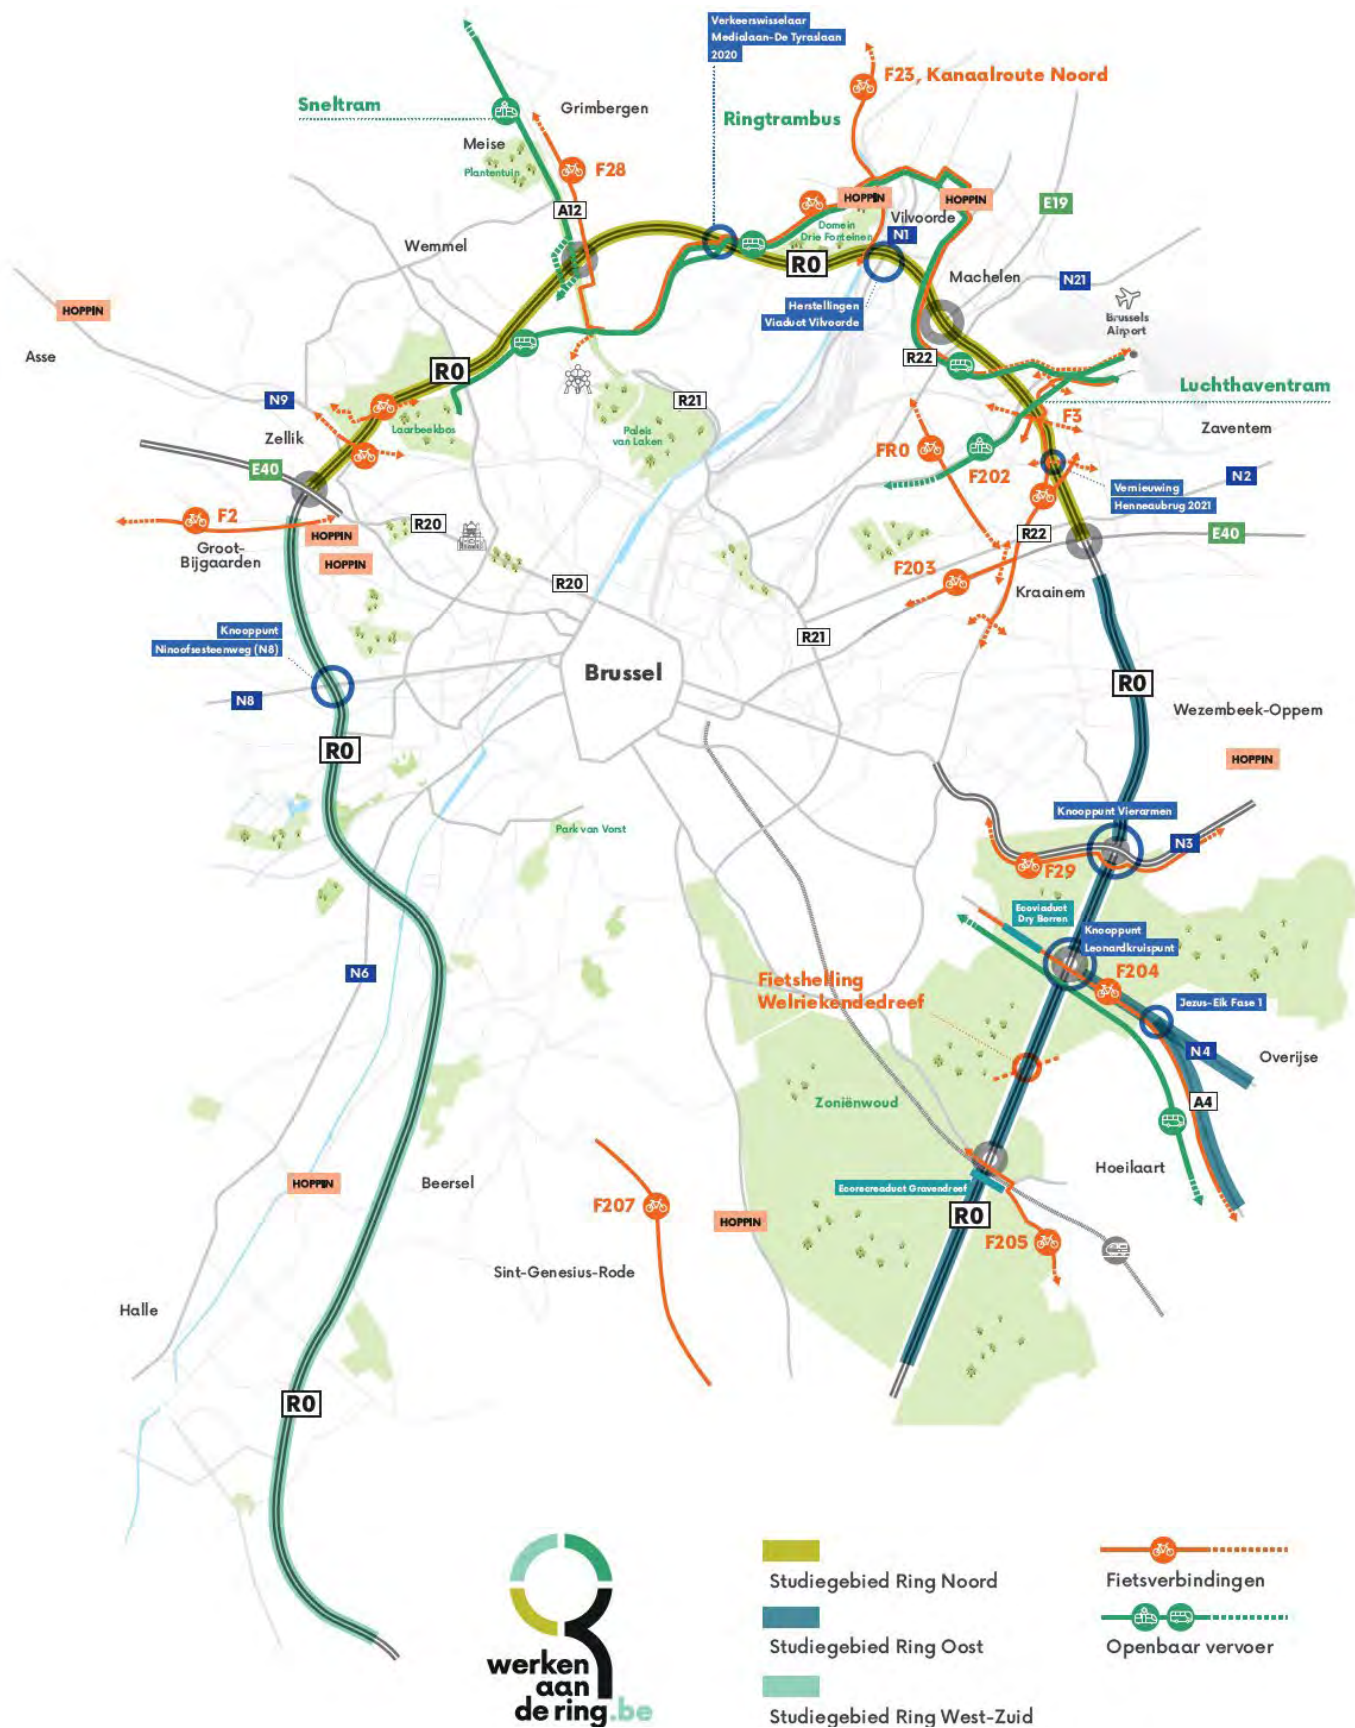 Verkeerswisselaar
Medialaan-De Tyraslaan
2020
F23, Kanaalroute Noord
Sneltram
Grimbergen
Ringtrambus
Meise
Plantentuin
F28
HOPPIN
HOPPIN
E19
A12
Vilvoorde
Domein
Drie Fonteinen
N1
Wemmel
R0
Machelen
N21
HOPPIN
Herstellingen
Viaduct Vilvoorde
Brussels
Airport
Asse
R0
R22
Luchthaventram
N9
R21
Laarbeekbos
F3
Zellik
Paleis
van Laken
Zaventem
FR0
E40
F202
N2
Vernieuwing
Henneaubrug 2021
F2
R20
HOPPIN
R22
E40
Groot-
Bijgaarden
HOPPIN
F203
R20
Kraainem
Knooppunt
Ninoofsesteenweg (N8)
R21
Brussel
R0
N8
Wezembeek-Oppem
R0
HOPPIN
Knooppunt Vierarmen
Park van Vorst
N3
F29
Ecoviaduct
Dry Borren
Knooppunt
Leonardkruispunt
N6
F204
Fietshelling
Welriekendedreef
Jezus-Eik Fase 1
N4
Overijse
Zoniënwoud
A4
Hoeilaart
HOPPIN
Beersel
Ecorecreaduct Gravendreef
F207
HOPPIN
R0
F205
Sint-Genesius-Rode
Halle
R0
werken
aan
de ring.be
Studiegebied Ring Noord
Fietsverbindingen
Studiegebied Ring Oost
Openbaar vervoer
Studiegebied Ring West-Zuid